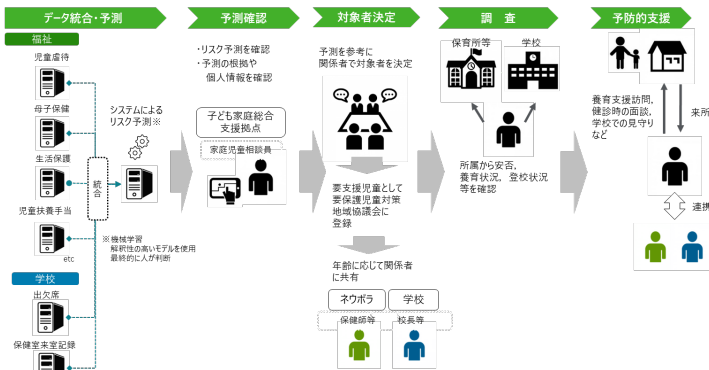 データ統合・予測
予測確認
対象者決定
調　査
予防的支援
福祉
児童虐待
母子保健
生活保護
児童扶養手当
etc
学校
出欠席
保健室来室記録
統合
システムによる
リスク予測※
※機械学習
解釈性の高いモデルを使用
最終的に人が判断
・リスク予測を確認
・予測の根拠や
個人情報を確認
子ども家庭総合
支援拠点
家庭児童相談員
予測を参考に
関係者で対象者を決定
要支援児童として
要保護児童対策
地域協議会に
登録
年齢に応じて関係者
に共有
ネウボラ
学校
保健師等
校長等
保育所等
学校
所属から安否，
養育状況，登校状況
等を確認
養育支援訪問，
健診時の面談，
学校での見守り
など
来所
連携